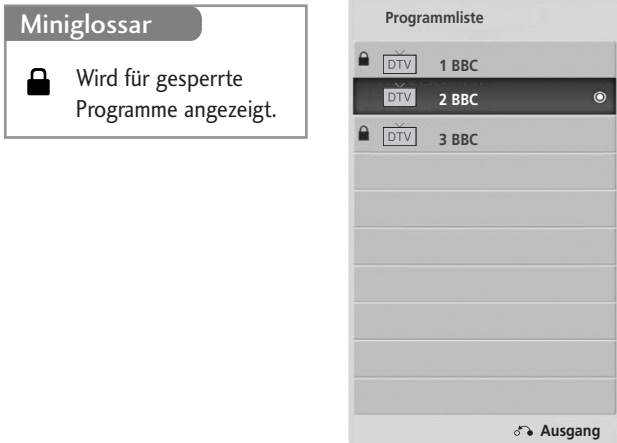 Miniglossar
Wird für gesperrte
Programme angezeigt.
Programmliste
DTV 1 BBC
DTV 2 BBC
DTV 3 BBC
Ausgang